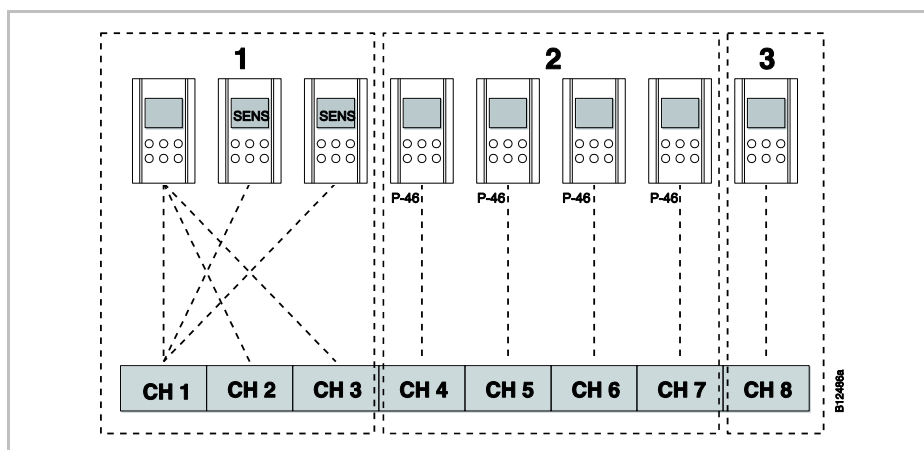 1 2 3
SENS SENS
P-46 P-46 P-46 P-46
CH 1 CH 2 CH 3 CH 4 CH 5 CH 6 CH 7 CH 8
B12486a